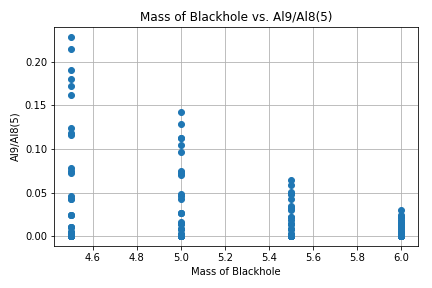 Mass of Blackhole vs. Al9/Al8(5)
Al9/Al8(5)
0.20
0.15
0.10
0.05
0.00
4.6 4.8 5.0 5.2 5.4 5.6 5.8 6.0
Mass of Blackhole